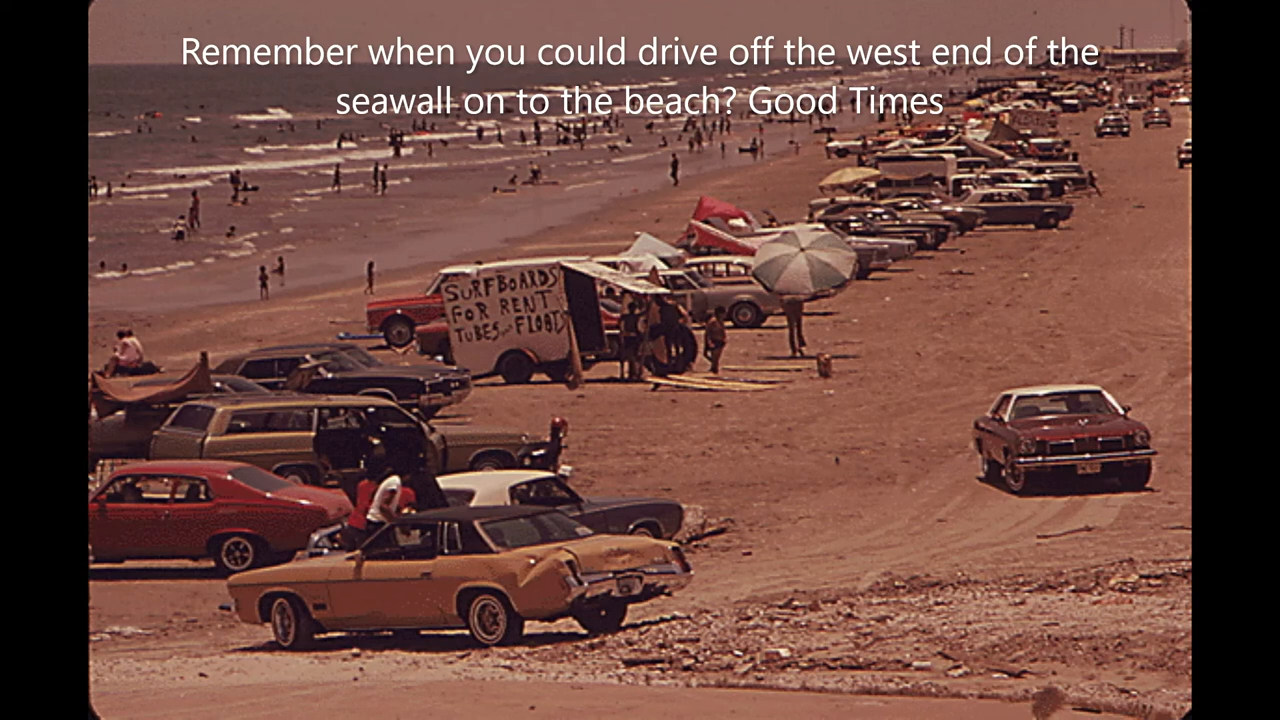 Remember when you could drive off the west end of the
seawall on to the beach? Good Times
SURFBOARDS
FOR RENT
TUBES AND FLOATS